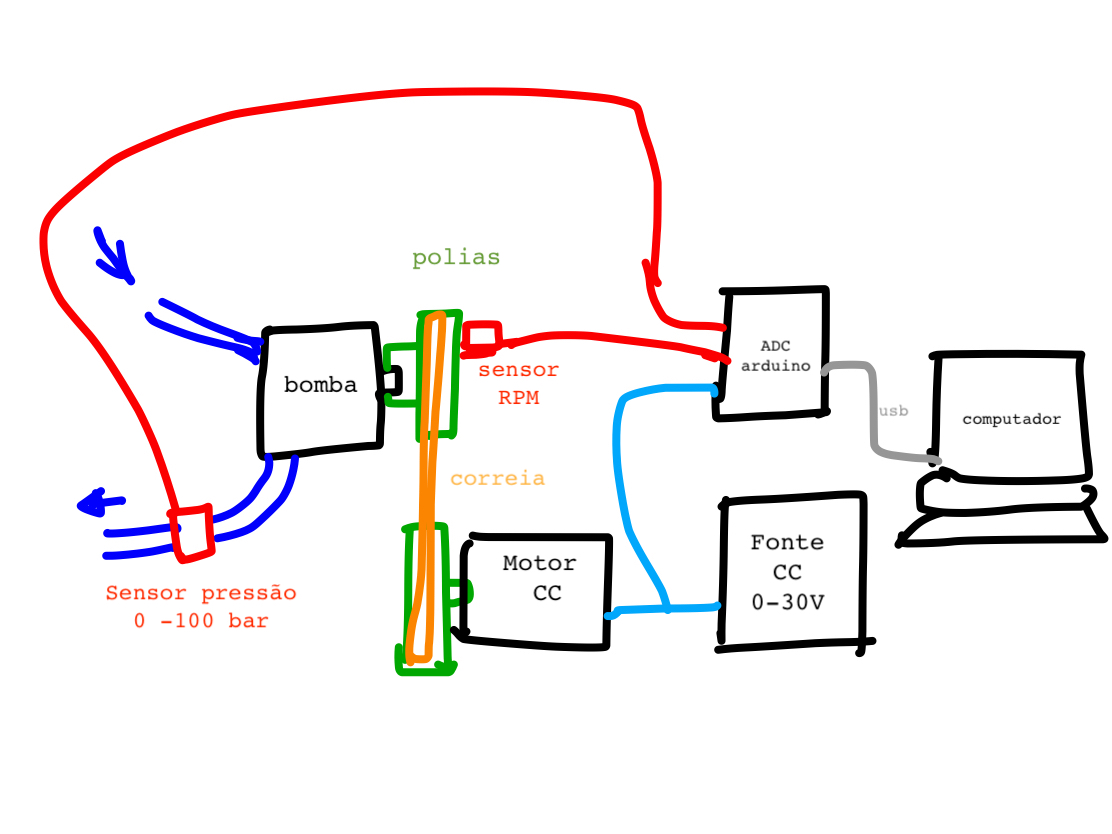 polias
ADC
arduino
sensor
RPM
bomba
usb
computador
correia
Fonte
CC
0-30V
Motor
CC
Sensor pressão
0 -100 bar